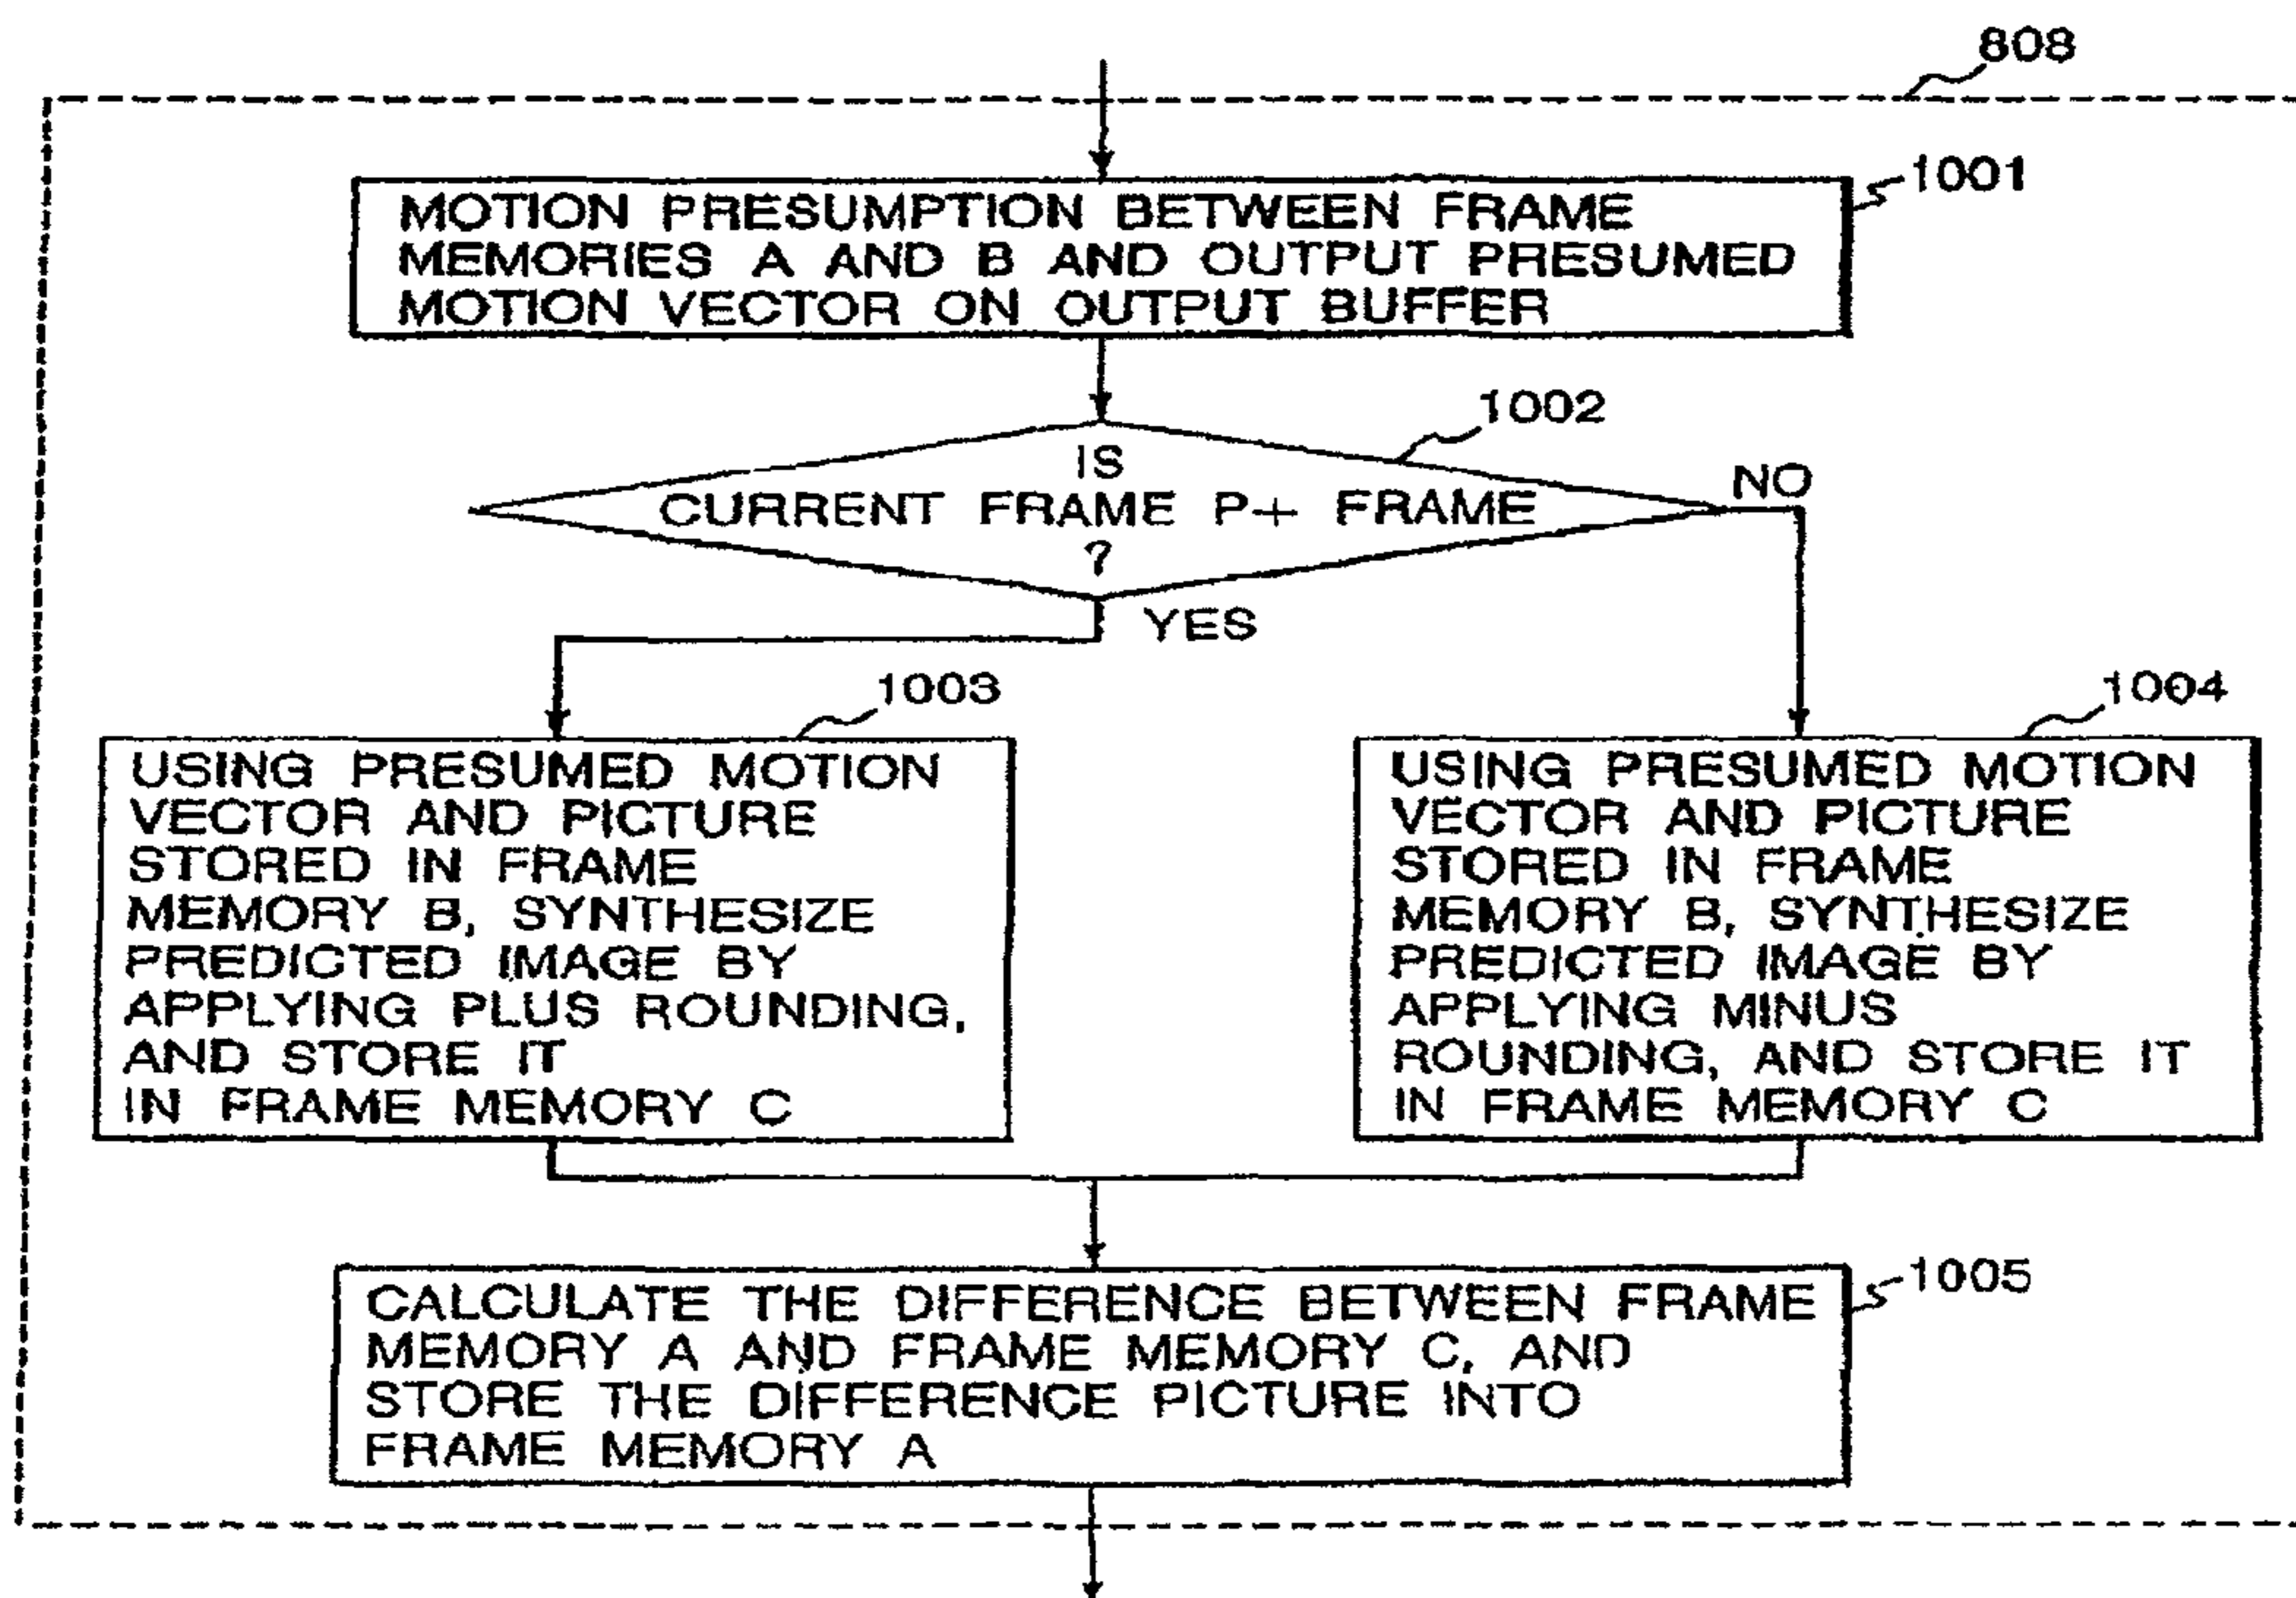 808
1001
MOTION PRESUMPTION BETWEEN FRAME
MEMORIES A AND B AND OUTPUT PRESUMED
MOTION VECTOR ON OUTPUT BUFFER
1002
IS
CURRENT FRAME P+ FRAME
?
NO
YES
1003
USING PRESUMED MOTION
VECTOR AND PICTURE
STORED IN FRAME
MEMORY B, SYNTHESIZE
PREDICTED IMAGE BY
APPLYING PLUS ROUNDING,
AND STORE IT
IN FRAME MEMORY C
1004
USING PRESUMED MOTION
VECTOR AND PICTURE
STORED IN FRAME
MEMORY B, SYNTHESIZE
PREDICTED IMAGE BY
APPLYING MINUS
ROUNDING, AND STORE IT
IN FRAME MEMORY C
1005
CALCULATE THE DIFFERENCE BETWEEN FRAME
MEMORY A AND FRAME MEMORY C, AND
STORE THE DIFFERENCE PICTURE INTO
FRAME MEMORY A